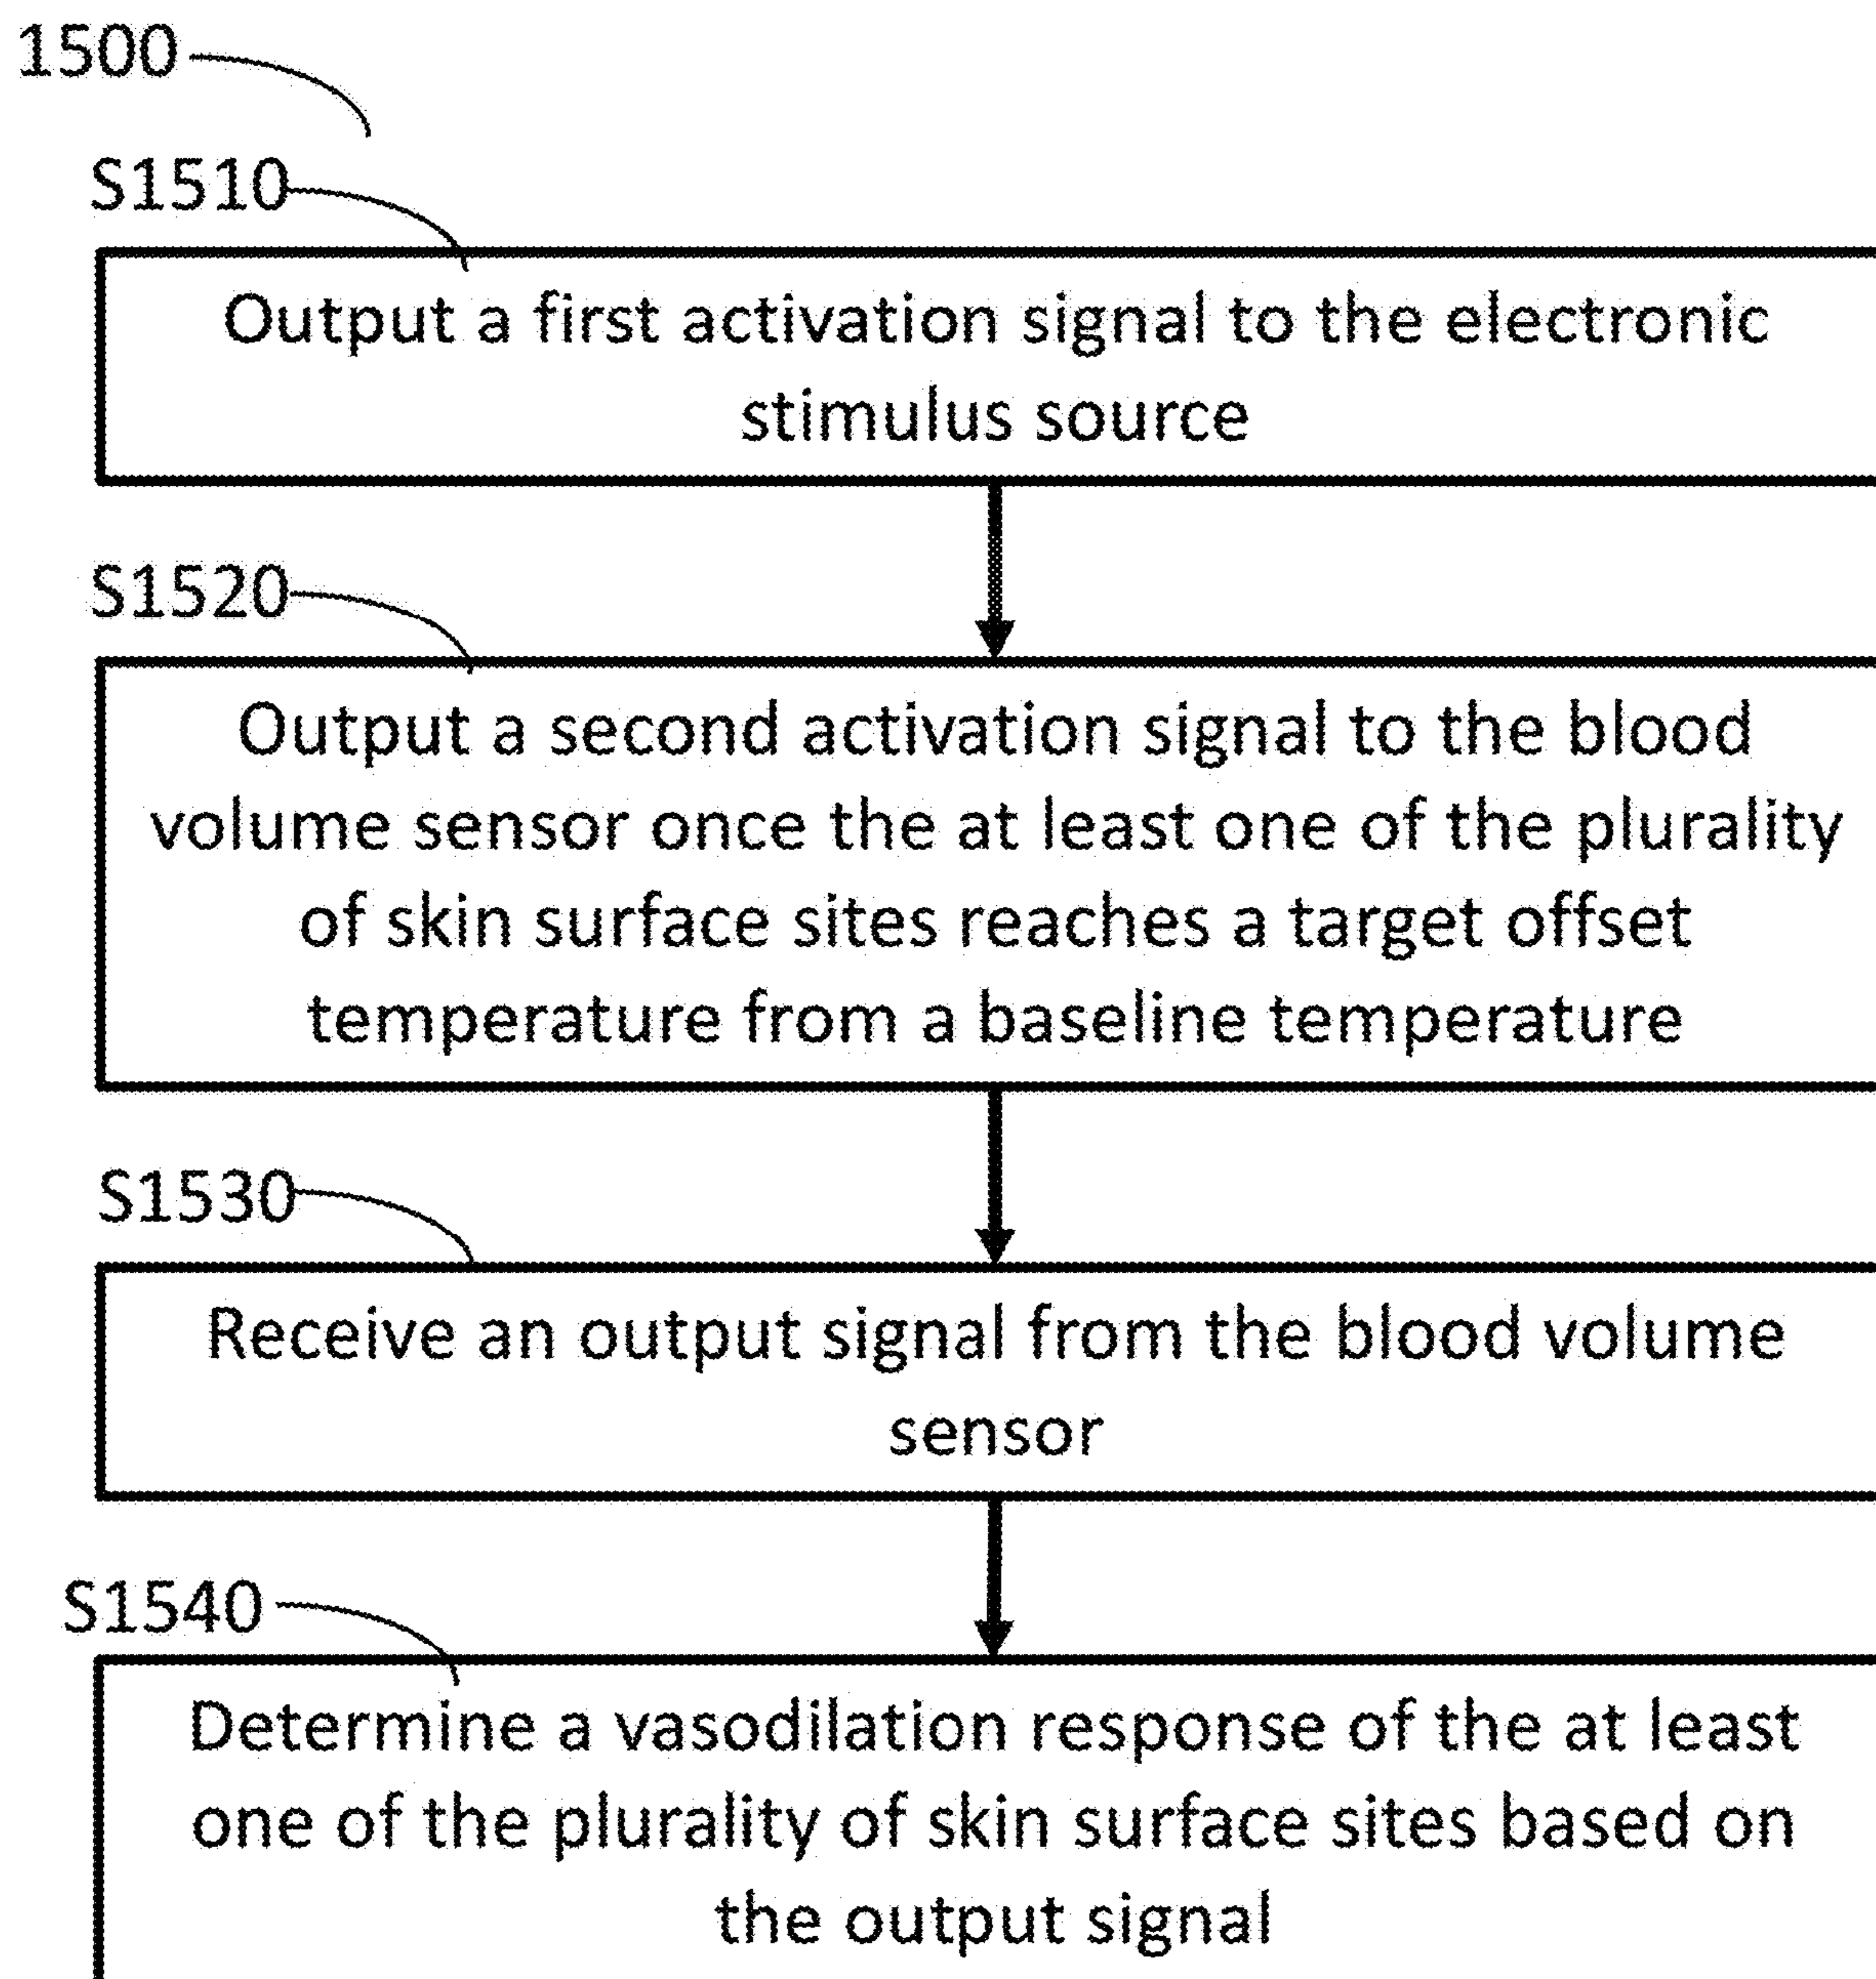 1500
S1510
Output a first activation signal to the electronic
stimulus source
S1520
Output a second activation signal to the blood
volume sensor once the at least one of the plurality
of skin surface sites reaches a target offset
temperature from a baseline temperature
S1530
Receive an output signal from the blood volume
sensor
S1540
Determine a vasodilation response of the at least
one of the plurality of skin surface sites based on
the output signal